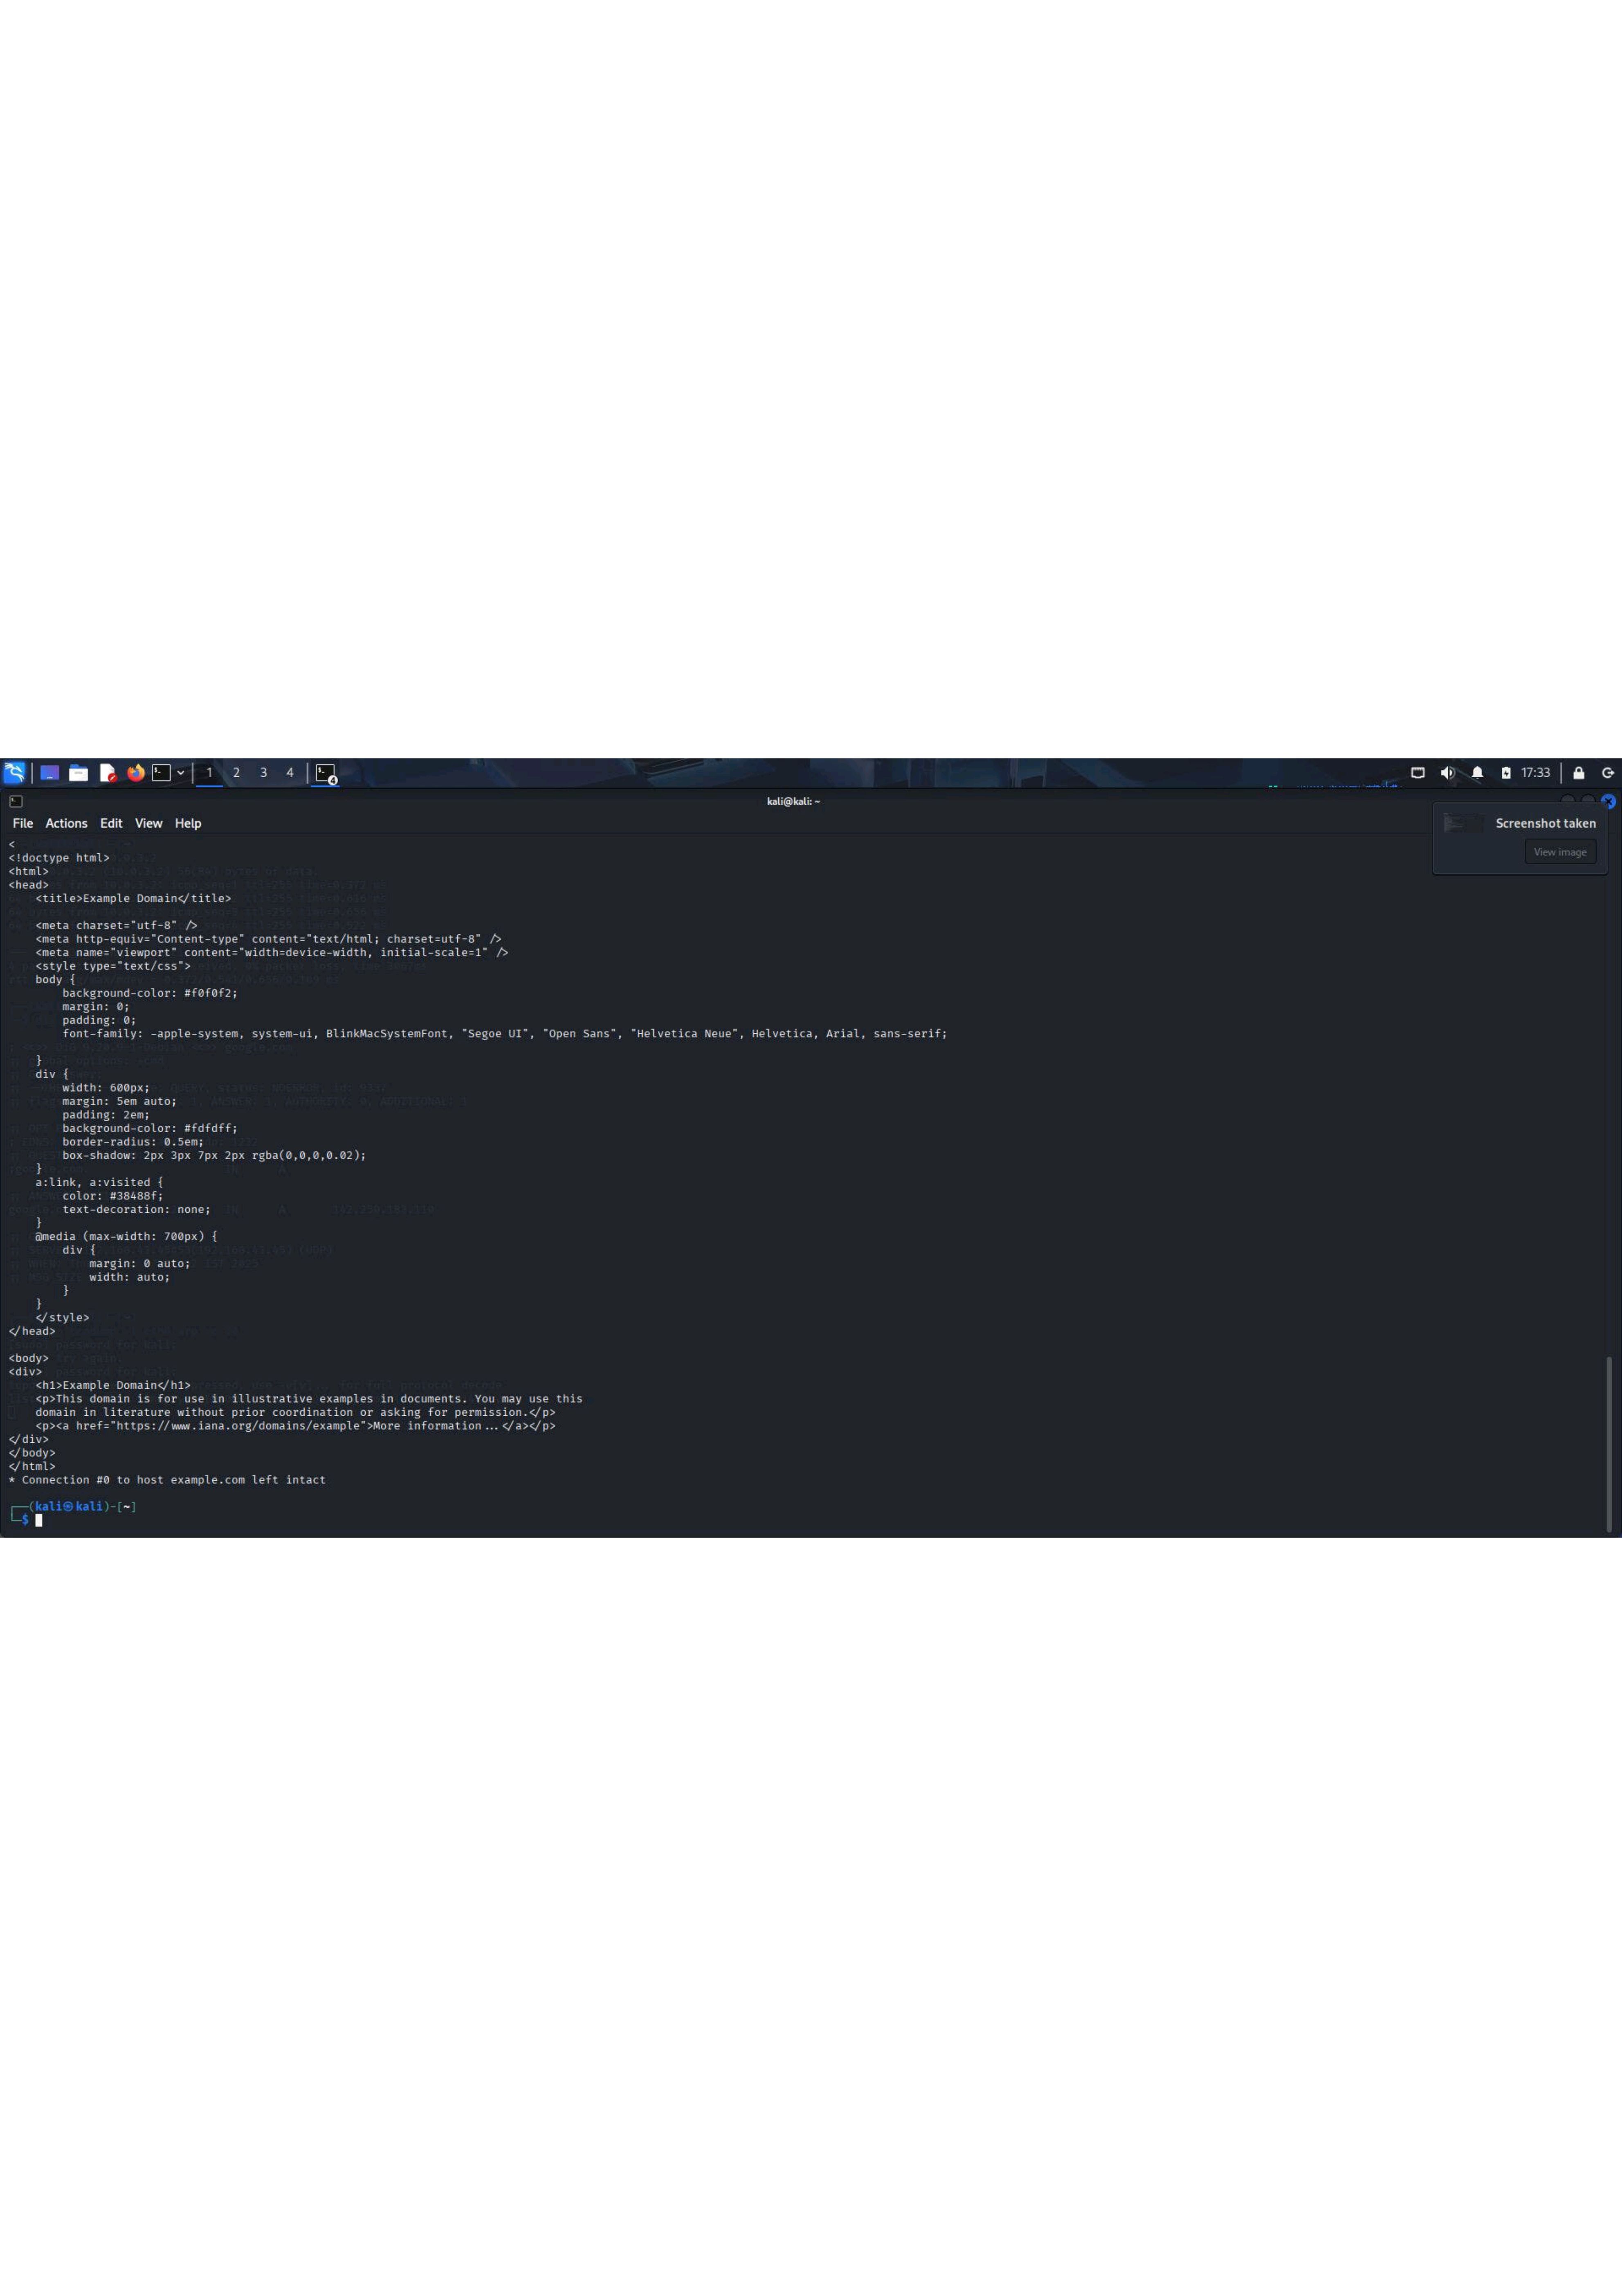 1 2 3 4
17:33
kali@kali: ~
File Actions Edit View Help
Screenshot taken
View image
<
<!doctype html>
<html>
<head>
    <title>Example Domain</title>

    <meta charset="utf-8" />
    <meta http-equiv="Content-type" content="text/html; charset=utf-8" />
    <meta name="viewport" content="width=device-width, initial-scale=1" />
    <style type="text/css">
    body {
        background-color: #f0f0f2;
        margin: 0;
        padding: 0;
        font-family: -apple-system, system-ui, BlinkMacSystemFont, "Segoe UI", "Open Sans", "Helvetica Neue", Helvetica, Arial, sans-serif;

    }
    div {
        width: 600px;
        margin: 5em auto;
        padding: 2em;
        background-color: #fdfdff;
        border-radius: 0.5em;
        box-shadow: 2px 3px 7px 2px rgba(0,0,0,0.02);
    }
    a:link, a:visited {
        color: #38488f;
        text-decoration: none;
    }
    @media (max-width: 700px) {
        div {
            margin: 0 auto;
            width: auto;
        }
    }
    </style>
</head>

<body>
<div>
    <h1>Example Domain</h1>
    <p>This domain is for use in illustrative examples in documents. You may use this
    domain in literature without prior coordination or asking for permission.</p>
    <p><a href="https://www.iana.org/domains/example">More information...</a></p>
</div>
</body>
</html>
* Connection #0 to host example.com left intact

(kali㉿kali)-[~]
$